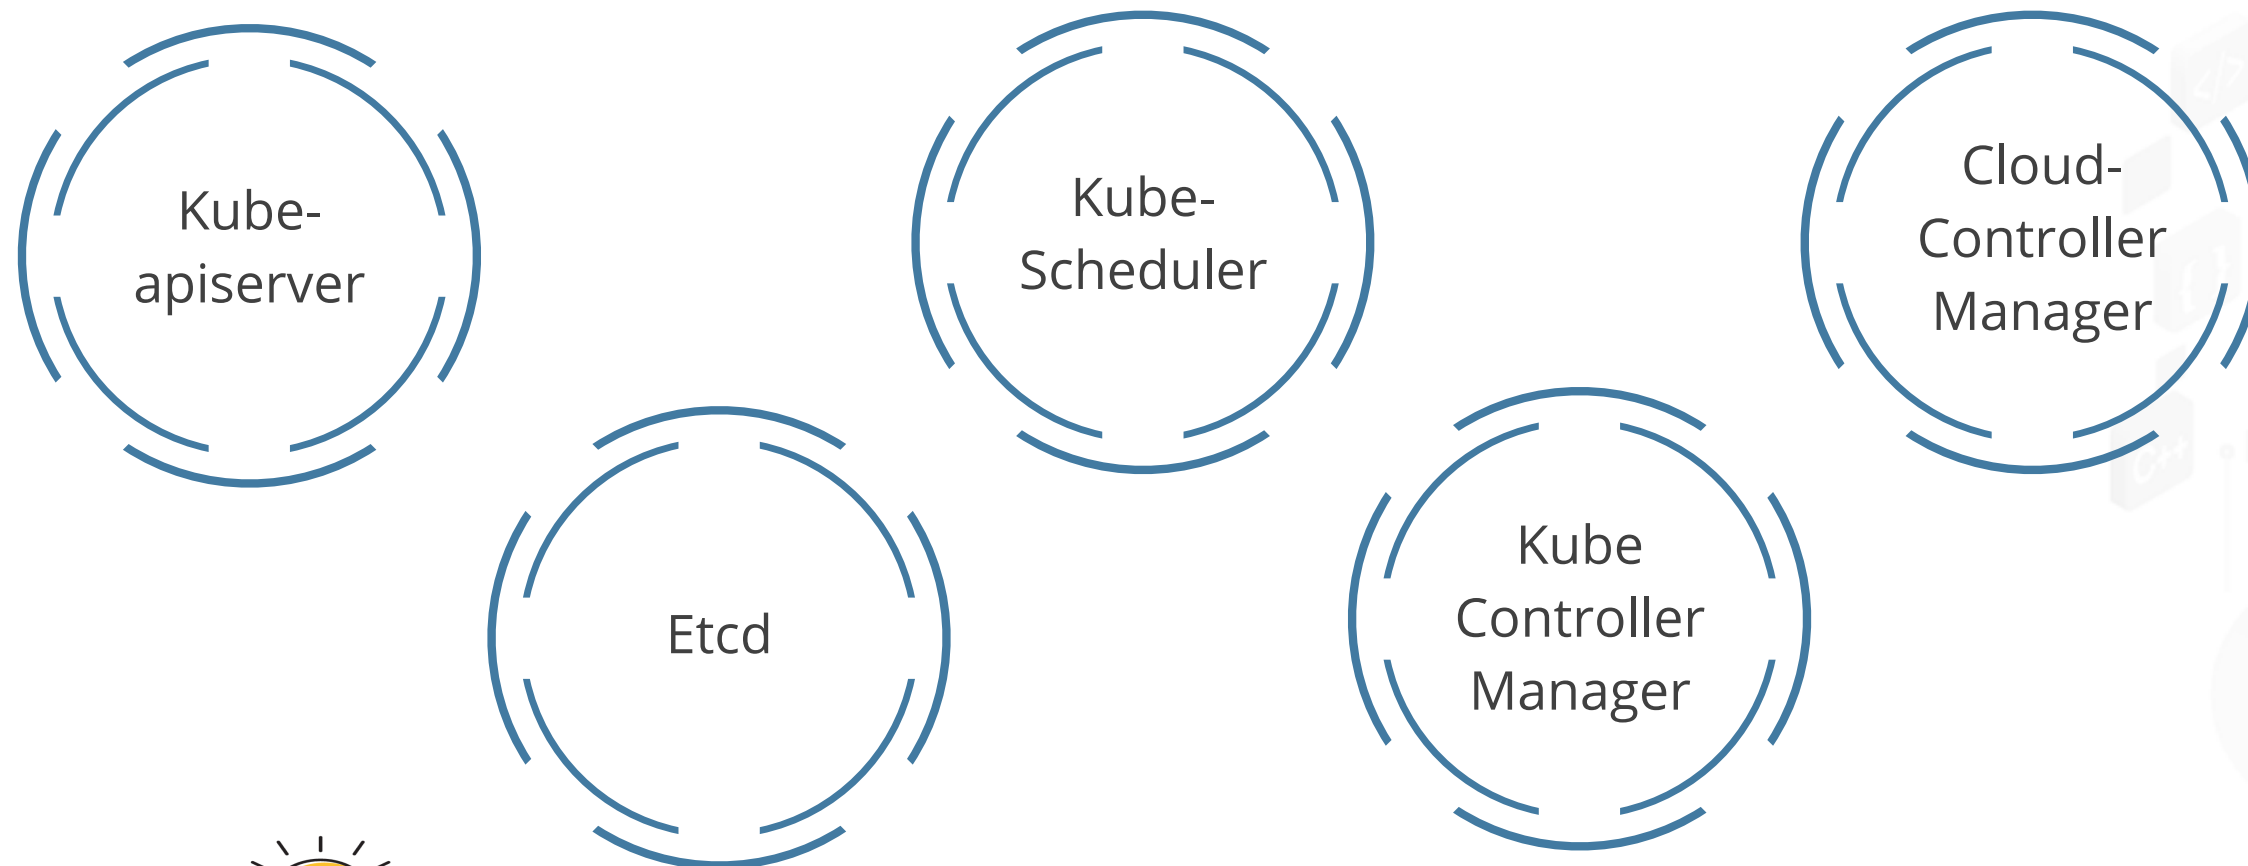 Kube-
apiserver
Etcd
Kube-
Scheduler
Kube
Controller
Manager
Cloud-
Controller
Manager